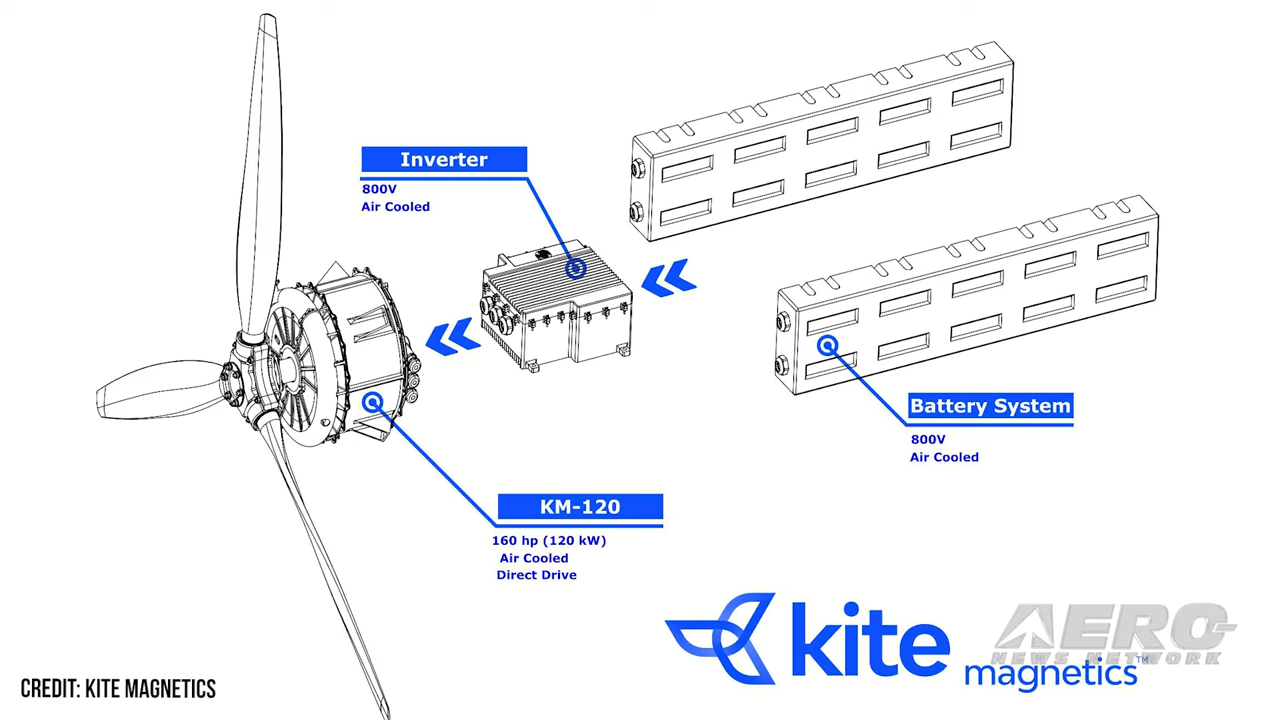 Inverter
800V
Air Cooled
Battery System
800V
Air Cooled
KM-120
160 hp (120 kW)
Air Cooled
Direct Drive
kite
magnetics™
AERO
NEWS NETWORK
CREDIT: KITE MAGNETICS